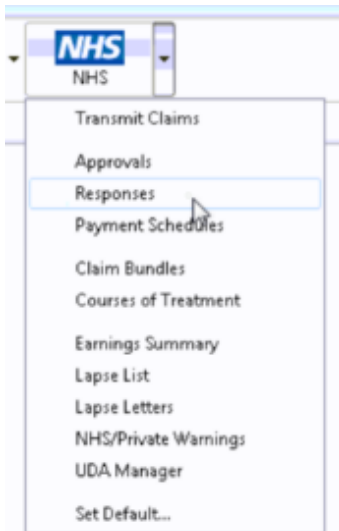 NHS
NHS
Transmit Claims
Approvals
Responses
Payment Schedules
Claim Bundles
Courses of Treatment
Earnings Summary
Lapse List
Lapse Letters
NHS/Private Warnings
UDA Manager
Set Default...